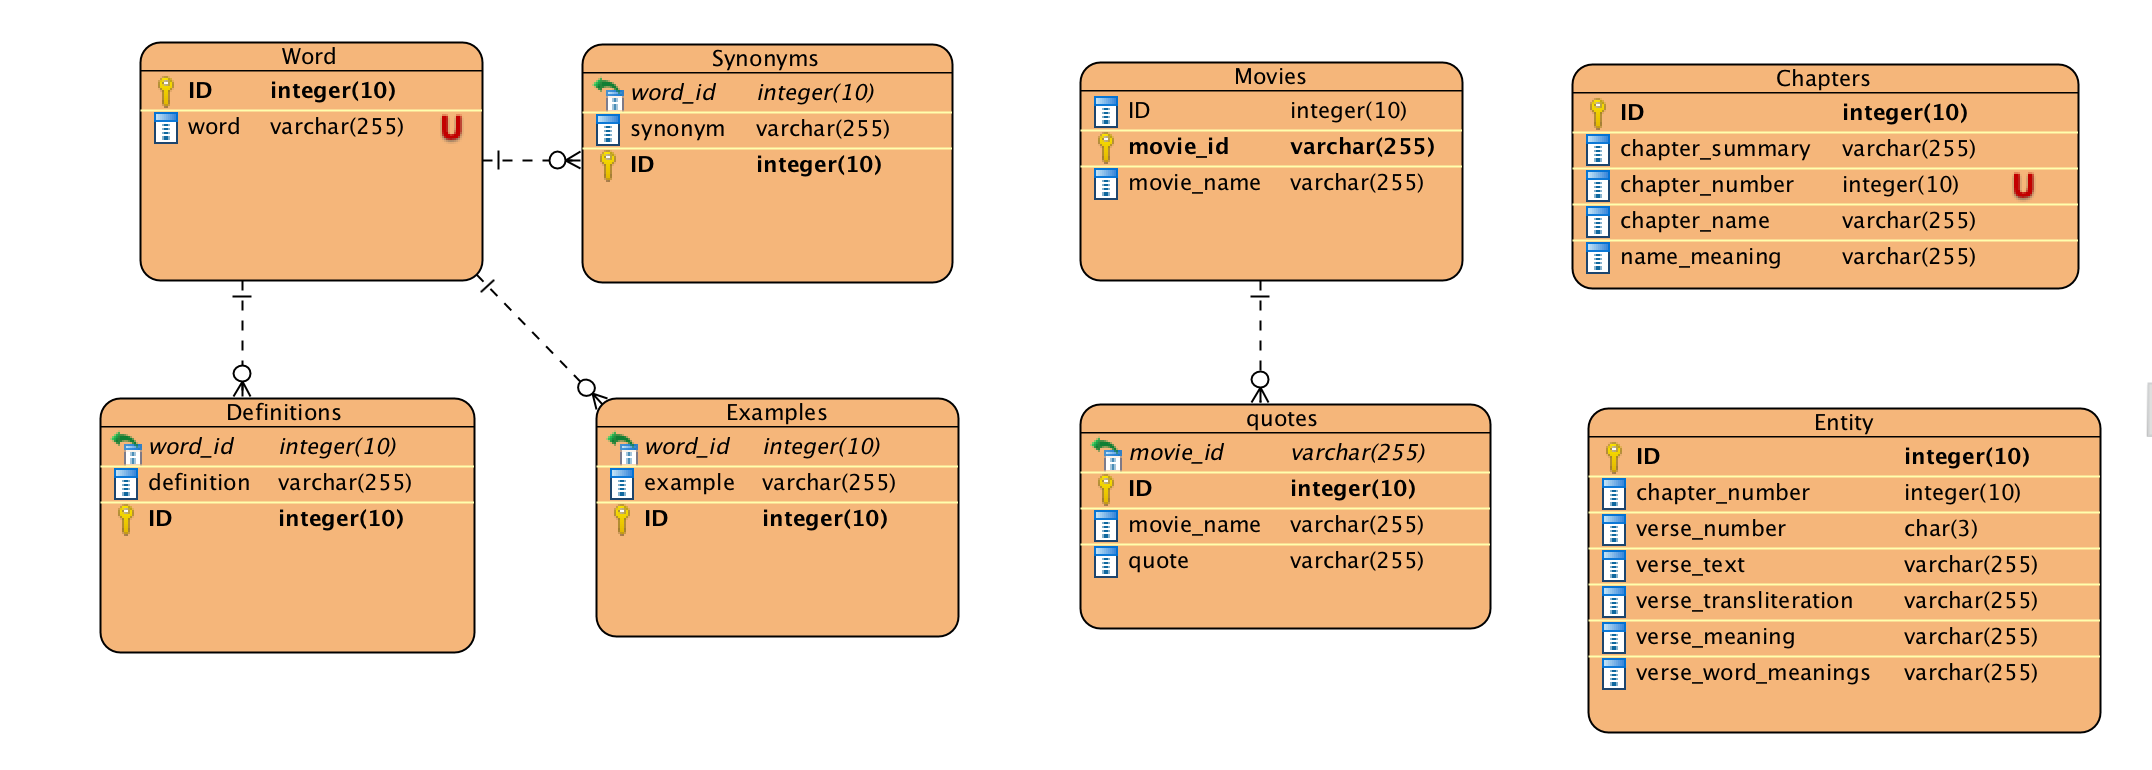 Word
ID integer(10)
word varchar(255) U
Synonyms
word_id integer(10)
synonym varchar(255)
ID integer(10)
Movies
ID integer(10)
movie_id varchar(255)
movie_name varchar(255)
Chapters
ID integer(10)
chapter_summary varchar(255)
chapter_number integer(10) U
chapter_name varchar(255)
name_meaning varchar(255)
Definitions
word_id integer(10)
definition varchar(255)
ID integer(10)
Examples
word_id integer(10)
example varchar(255)
ID integer(10)
quotes
movie_id varchar(255)
ID integer(10)
movie_name varchar(255)
quote varchar(255)
Entity
ID integer(10)
chapter_number integer(10)
verse_number char(3)
verse_text varchar(255)
verse_transliteration varchar(255)
verse_meaning varchar(255)
verse_word_meanings varchar(255)